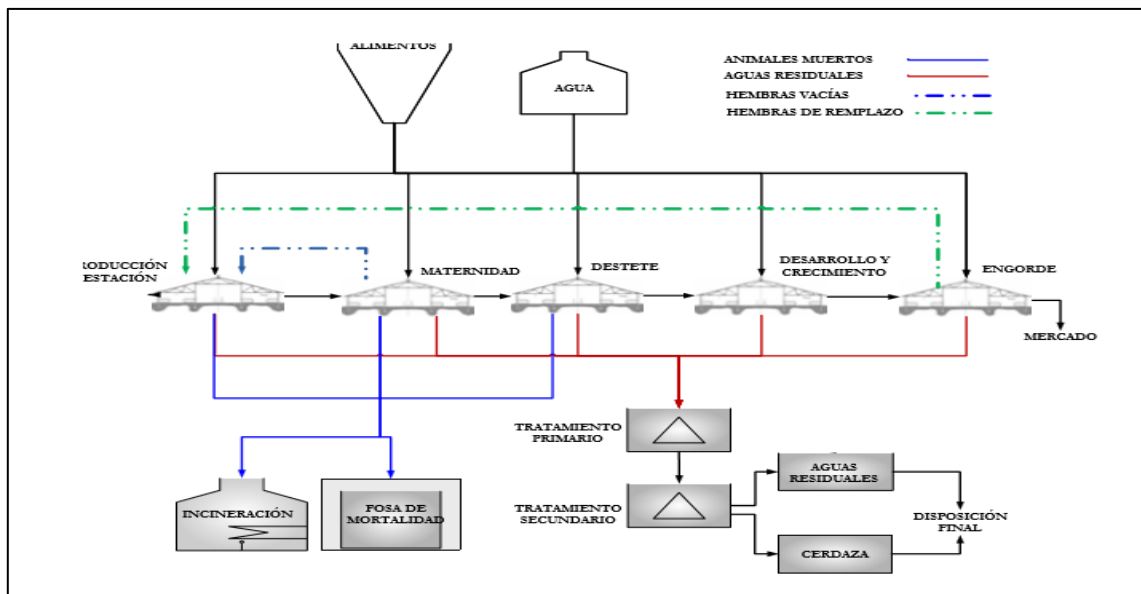 ALIMENTOS
AGUA
ANIMALES MUERTOS
AGUAS RESIDUALES
HEMBRAS VACÍAS
HEMBRAS DE REMPLAZO
RODUCCIÓN
ESTACIÓN
MATERNIDAD
DESTETE
DESARROLLO Y
CRECIMIENTO
ENGORDE
MERCADO
TRATAMIENTO
PRIMARIO
TRATAMIENTO
SECUNDARIO
AGUAS
RESIDUALES
DISPOSICIÓN
FINAL
CERDAZA
INCINERACIÓN
FOSA DE
MORTALIDAD